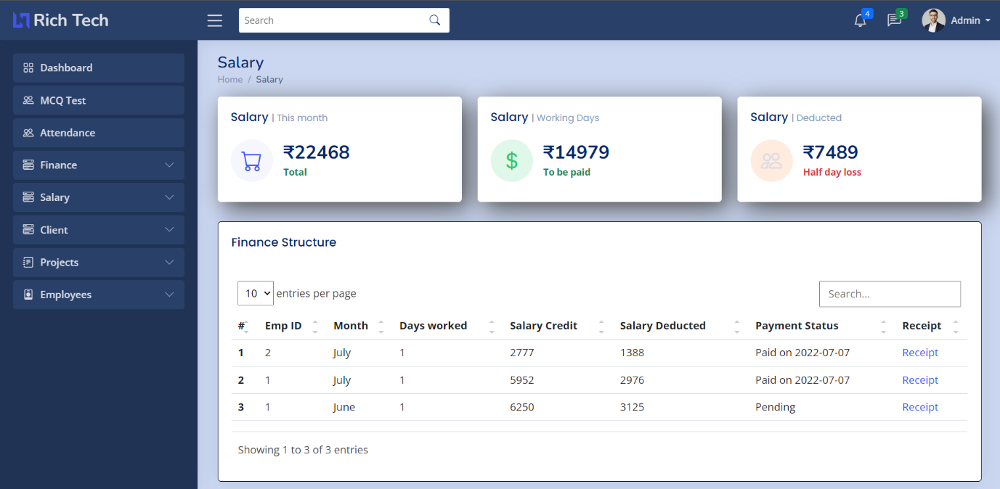 Rich Tech
Search
4
3
Admin
Dashboard
MCQ Test
Attendance
Finance
Salary
Client
Projects
Employees
Salary
Home / Salary
Salary | This month
₹22468
Total
Salary | Working Days
$
₹14979
To be paid
Salary | Deducted
₹7489
Half day loss
Finance Structure
10 entries per page
Search...
# Emp ID Month Days worked Salary Credit Salary Deducted Payment Status Receipt
1 2 July 1 2777 1388 Paid on 2022-07-07 Receipt
2 1 July 1 5952 2976 Paid on 2022-07-07 Receipt
3 1 June 1 6250 3125 Pending Receipt
Showing 1 to 3 of 3 entries